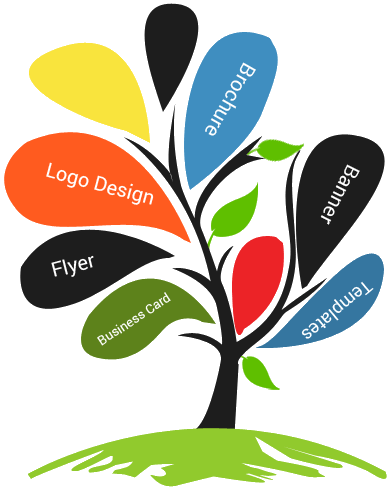 Brochure
Logo Design
Banner
Flyer
Business Card
Templates